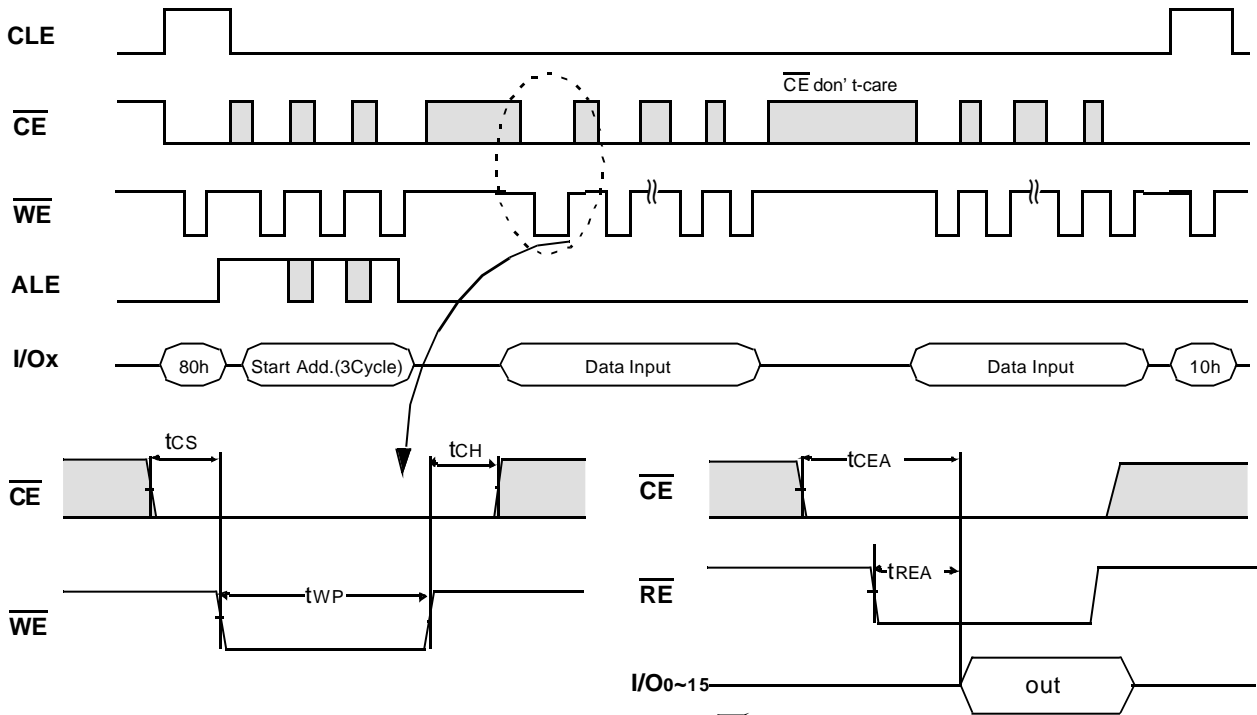 CLE
CE don' t-care
CE
WE
ALE
I/Ox 80h Start Add.(3Cycle) Data Input Data Input 10h
tCS tCH
CE
tWP
WE
tCEA
CE
tREA
RE
I/O0~15 out